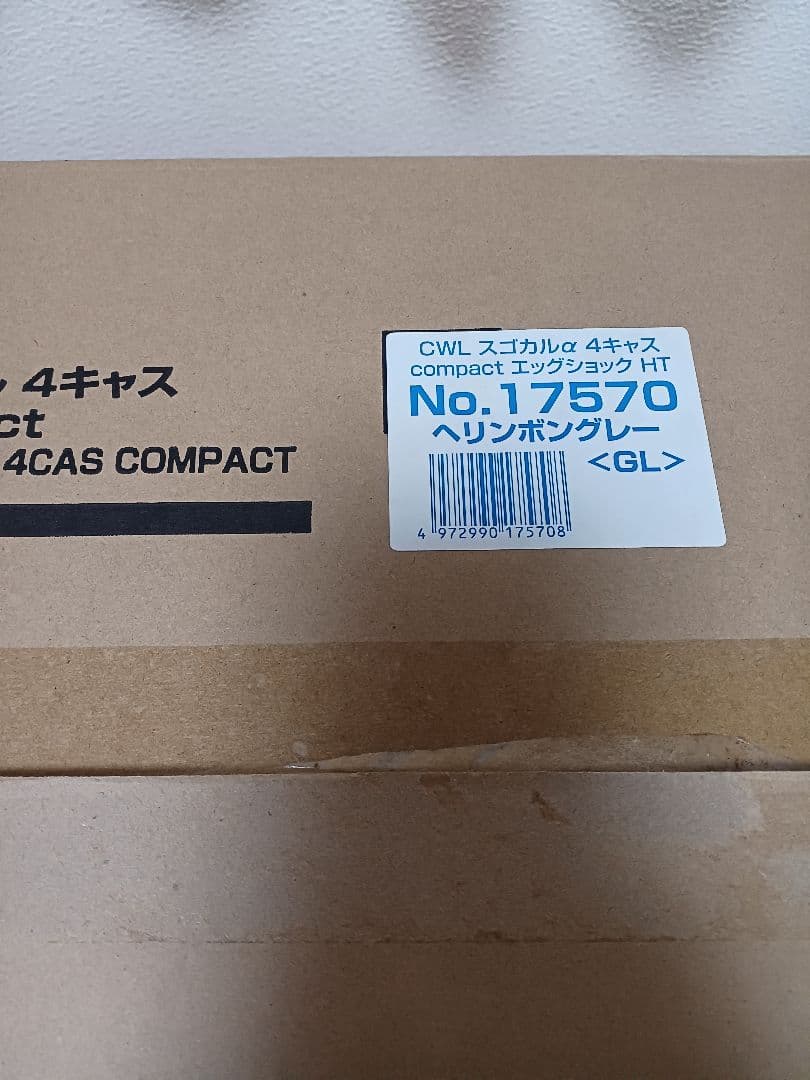 4キャス
ct
4CAS COMPACT
CWL スゴカルα 4キャス
compact エッグショック HT
No.17570
ヘリンボングレー
<GL>
4 972990 175708